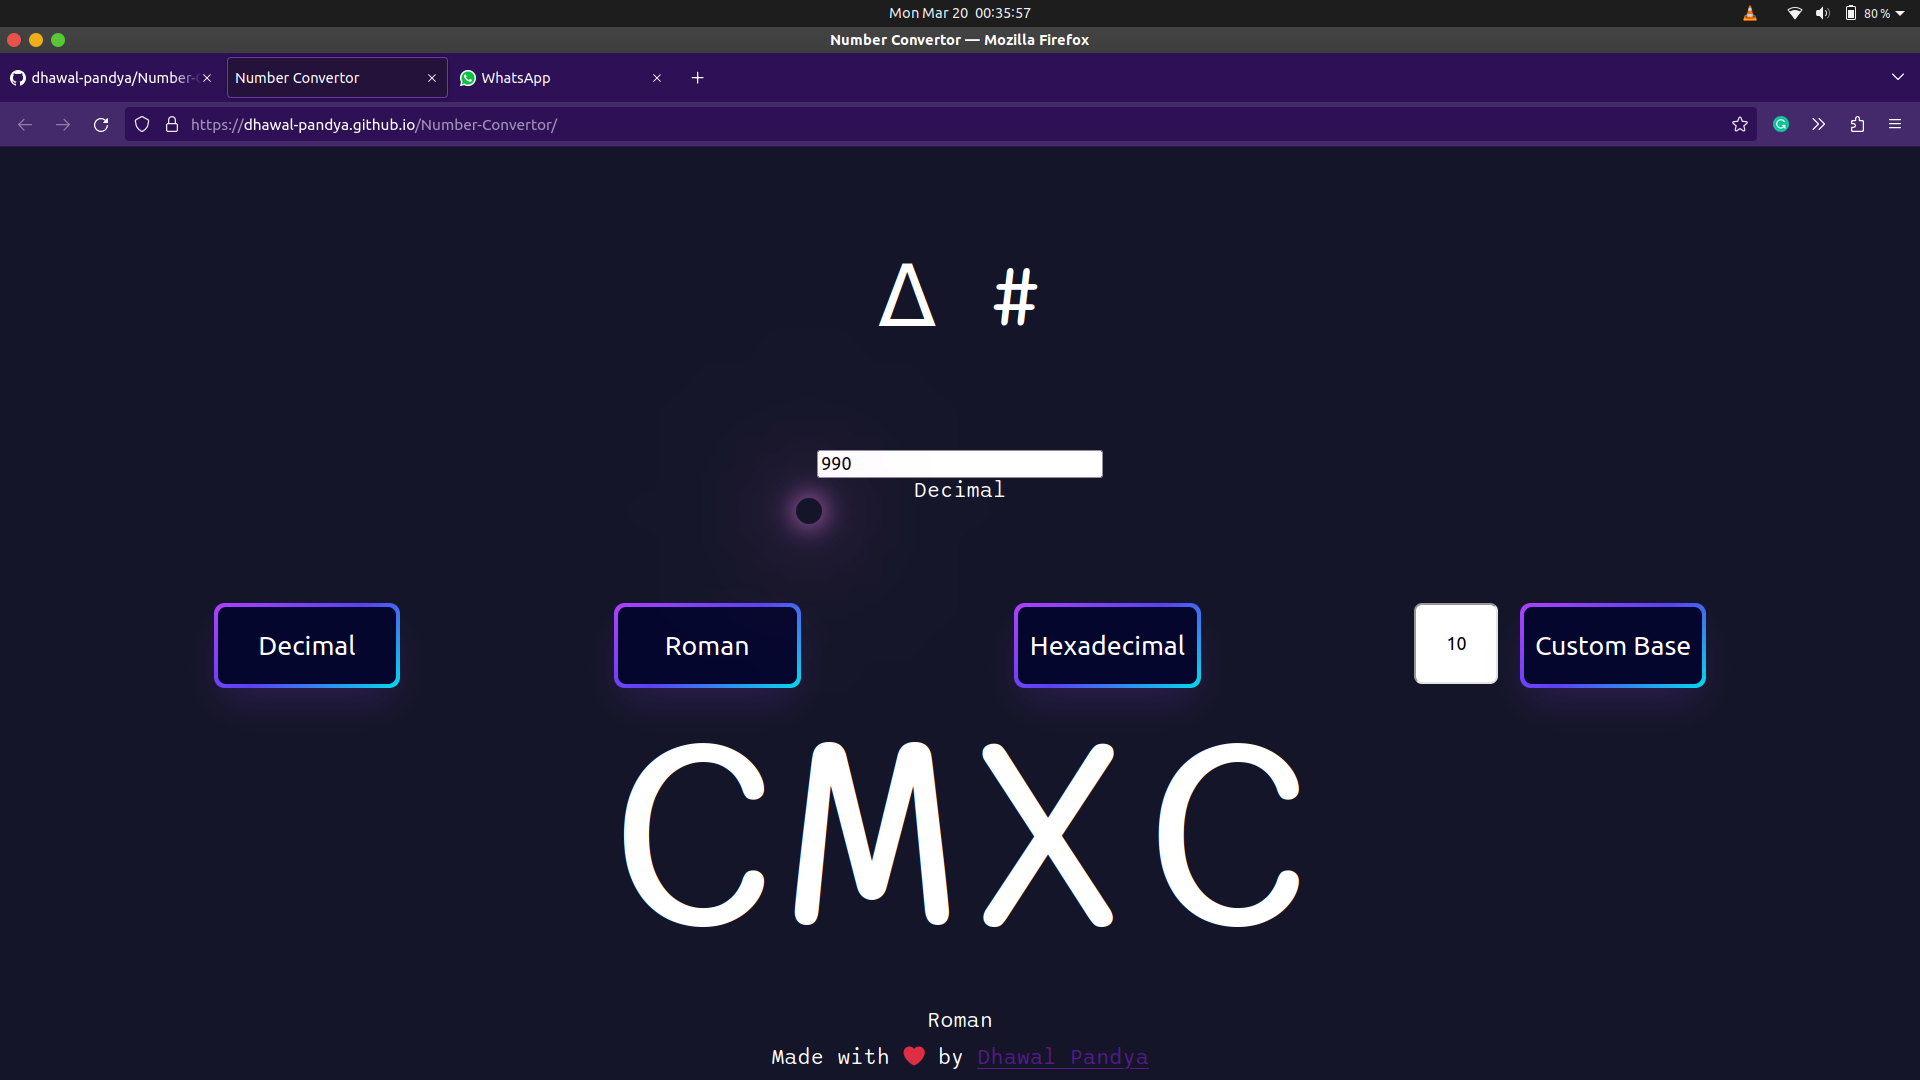 Mon Mar 20 00:35:57
80 %
Number Convertor — Mozilla Firefox
dhawal-pandya/Number-
Number Convertor
WhatsApp
https://dhawal-pandya.github.io/Number-Convertor/
Δ #
990
Decimal
Decimal
Roman
Hexadecimal
10
Custom Base
CMXC
Roman
Made with ❤ by Dhawal Pandya